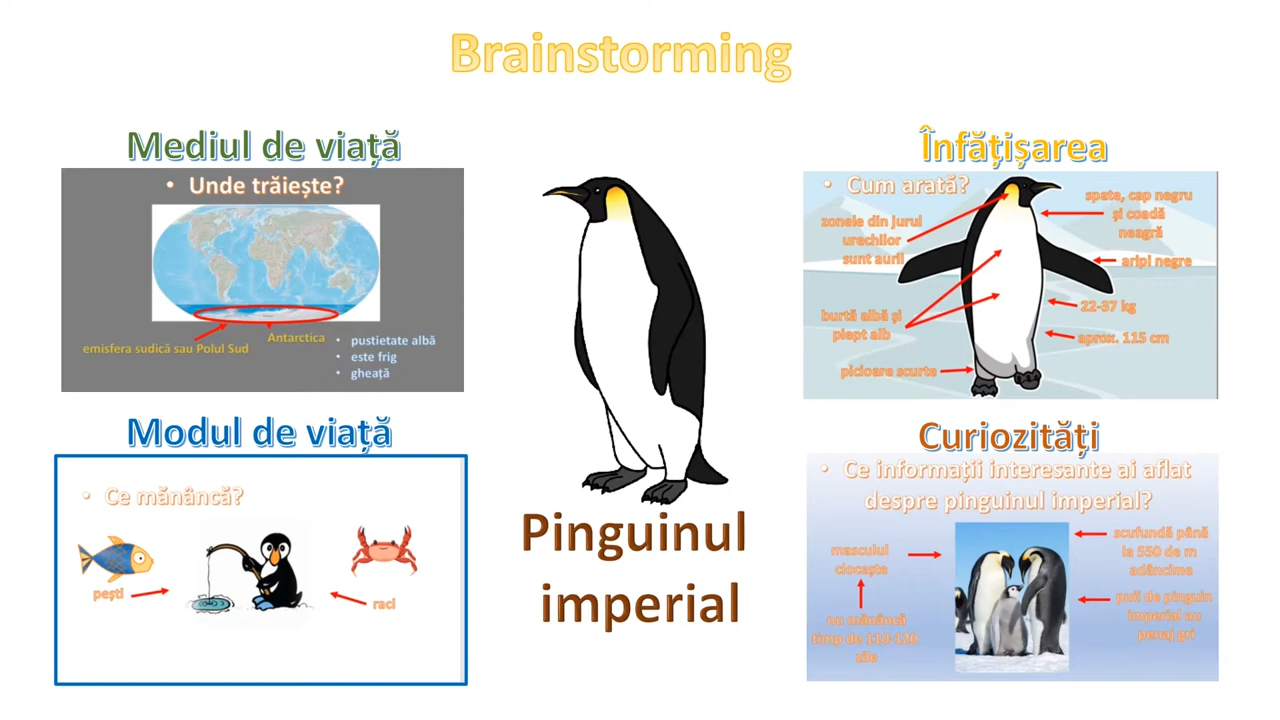 Brainstorming
Mediul de viață
• Unde trăiește?
emisfera sudică sau Polul Sud
Antarctica
• pustietate albă
• este frig
• gheață
Înfățișarea
• Cum arată?
zonele din jurul
urechilor
sunt aurii
spate, cap negru
și coadă
neagră
aripi negre
22-37 kg
burtă albă și
piept alb
aprox. 115 cm
picioare scurte
Pinguinul
imperial
Modul de viață
• Ce mănâncă?
pești
raci
Curiozități
• Ce informații interesante ai aflat
despre pinguinul imperial?
masculul
clocește
nu mănâncă
timp de 110-120
zile
scufundă până
la 550 de m
adâncime
puii de pinguin
imperial au
penaj gri